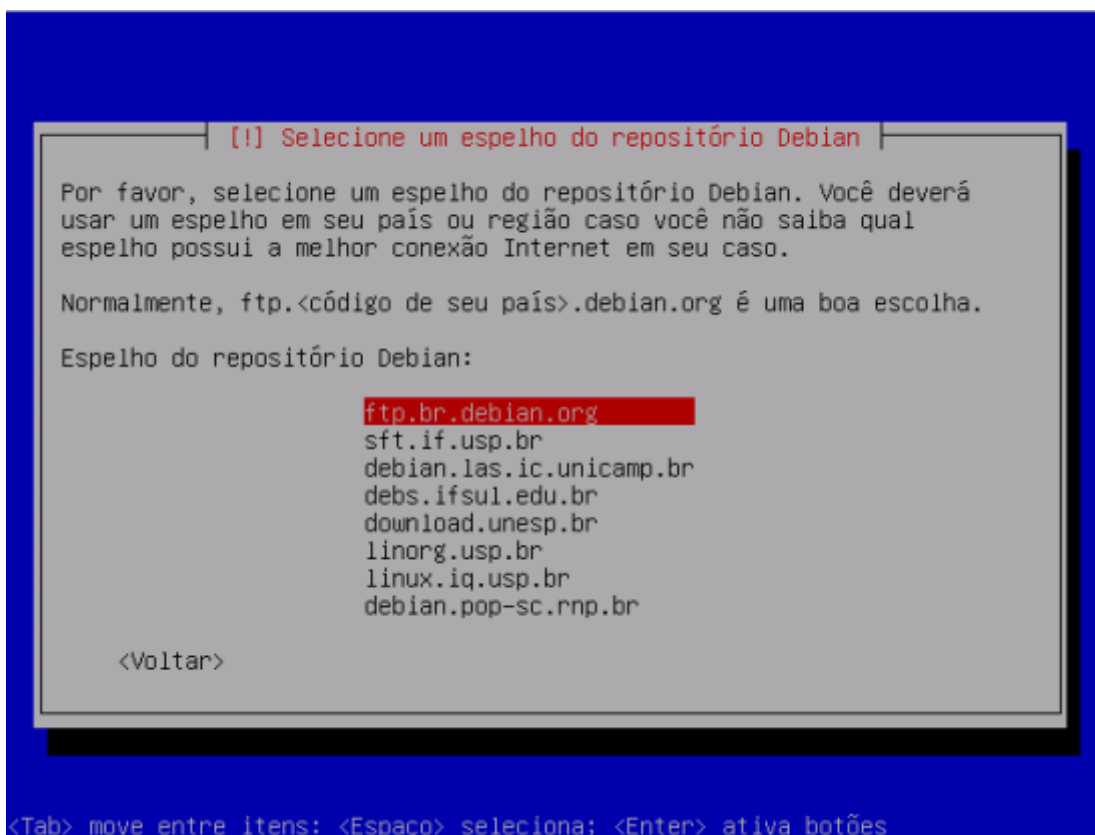 [!] Selecione um espelho do repositório Debian
Por favor, selecione um espelho do repositório Debian. Você deverá
usar um espelho em seu país ou região caso você não saiba qual
espelho possui a melhor conexão Internet em seu caso.
Normalmente, ftp.<código de seu país>.debian.org é uma boa escolha.
Espelho do repositório Debian:
ftp.br.debian.org
sft.if.usp.br
debian.las.ic.unicamp.br
debs.ifsul.edu.br
download.unesp.br
linorg.usp.br
linux.iq.usp.br
debian.pop-sc.rnp.br
<Voltar>
<Tab> move entre itens; <Espaço> seleciona; <Enter> ativa botões